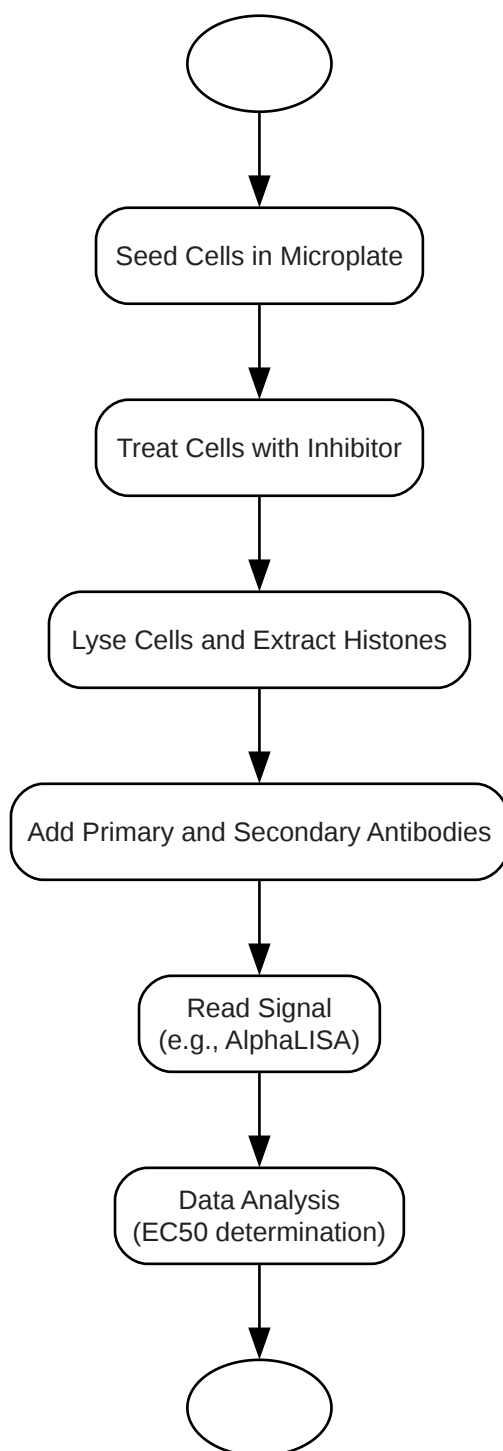 Seed Cells in Microplate
Treat Cells with Inhibitor
Lyse Cells and Extract Histones
Add Primary and Secondary Antibodies
Read Signal
(e.g., AlphaLISA)
Data Analysis
(EC50 determination)